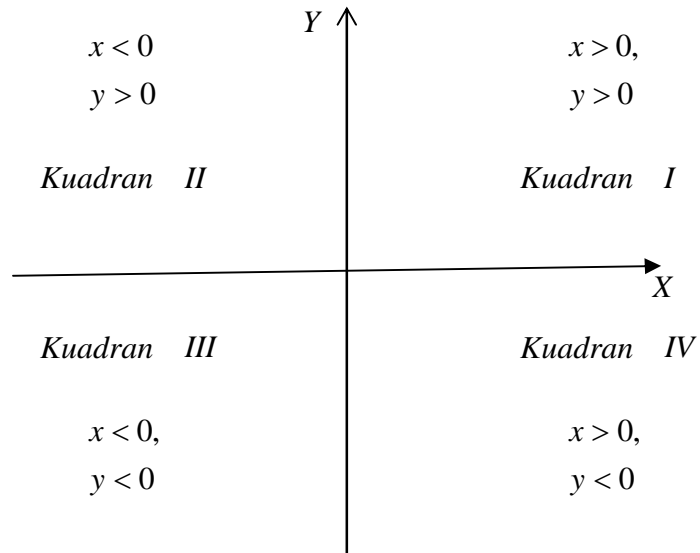 Y
x < 0
y > 0
Kuadran II
x > 0,
y > 0
Kuadran I
X
Kuadran III
x < 0,
y < 0
Kuadran IV
x > 0,
y < 0